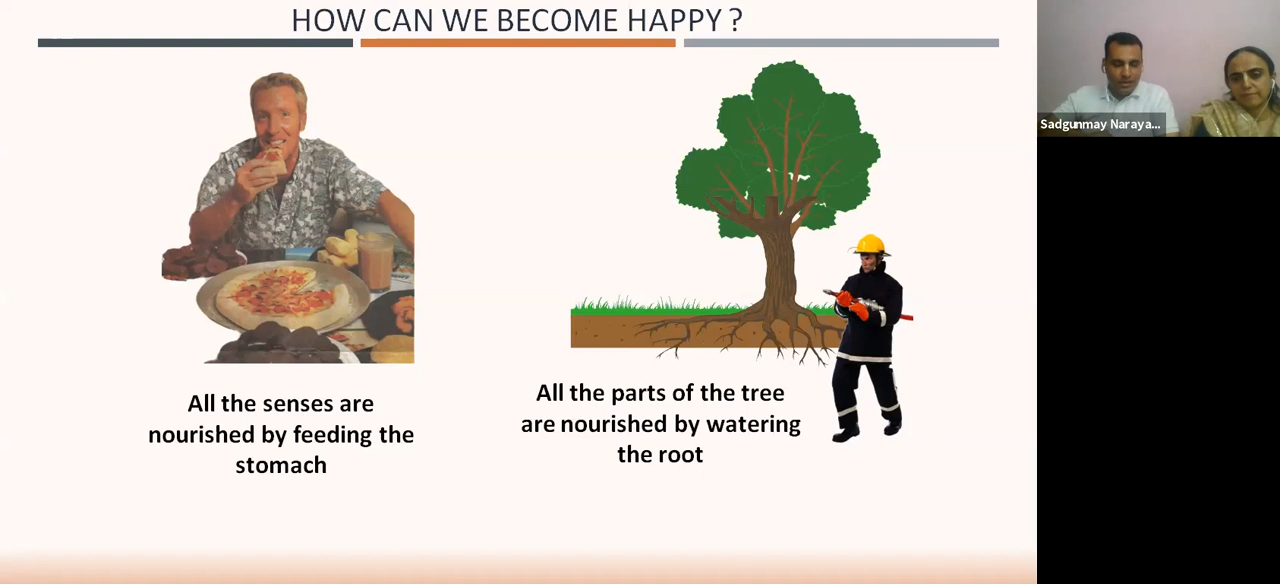 HOW CAN WE BECOME HAPPY ?
Sadgunmay Naraya...
All the senses are
nourished by feeding the
stomach
All the parts of the tree
are nourished by watering
the root